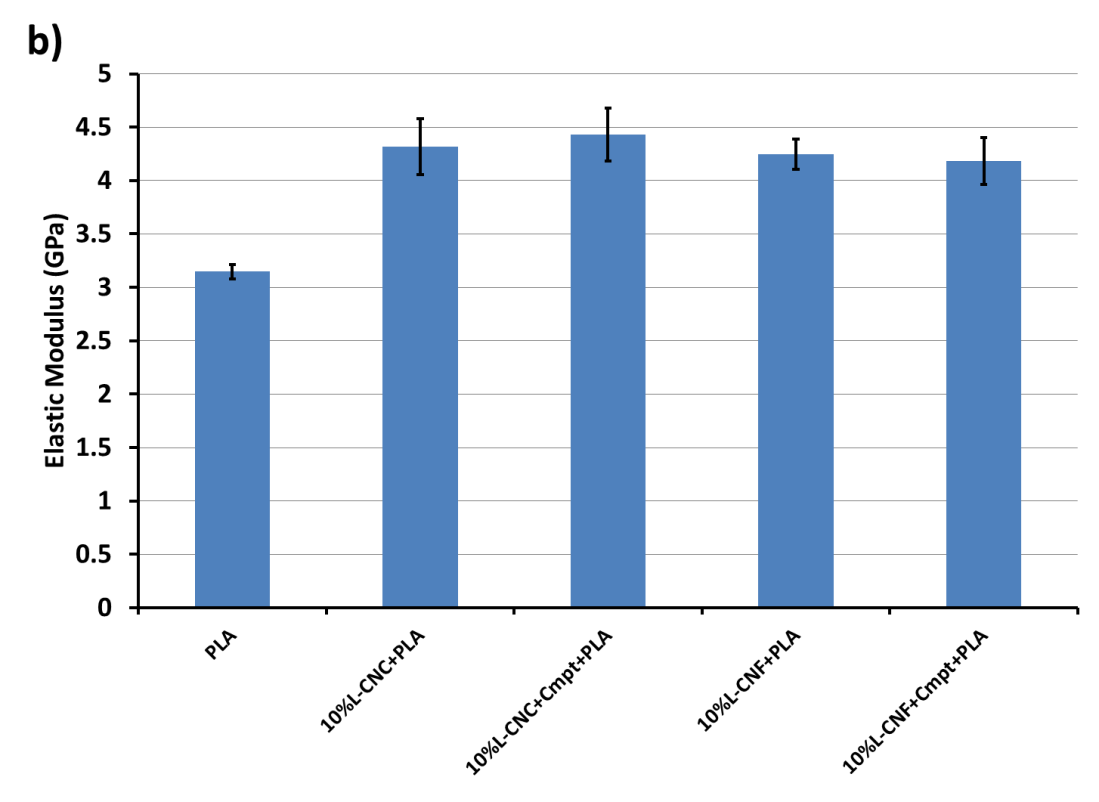 b)
5
4.5
4
3.5
3
2.5
2
1.5
1
0.5
0
Elastic Modulus (GPa)
PLA
10%L-CNC+PLA
10%L-CNC+Cmpt+PLA
10%L-CNF+PLA
10%L-CNF+Cmpt+PLA